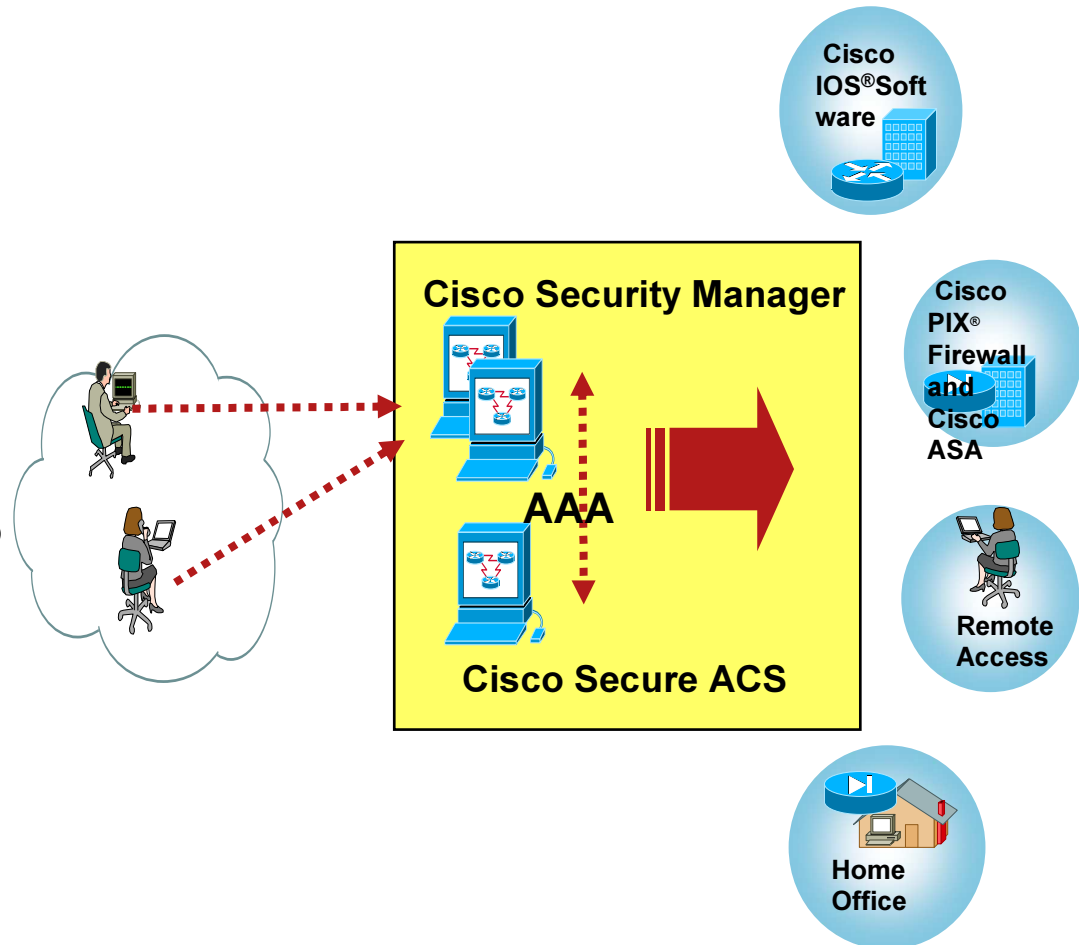 Cisco
IOS®Soft
ware
Cisco Security Manager
Cisco
PIX®
Firewall
and
Cisco
ASA
AAA
Remote
Access
Cisco Secure ACS
Home
Office